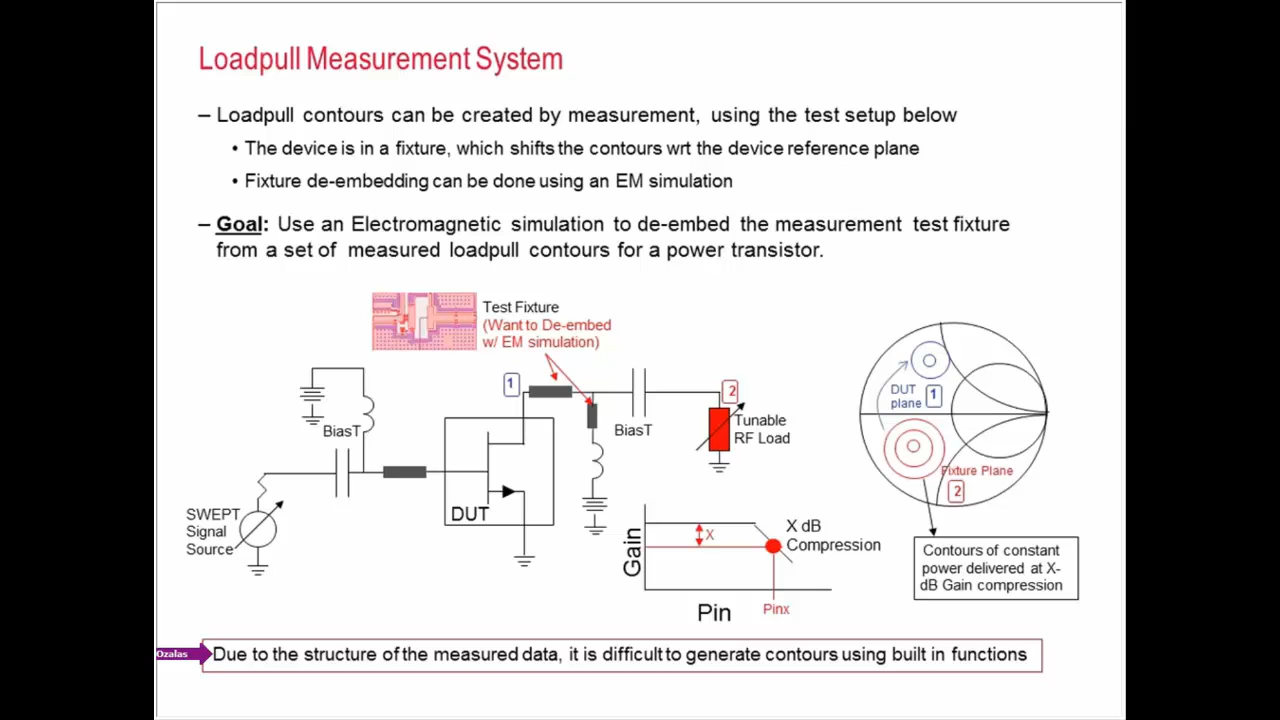 Loadpull Measurement System
– Loadpull contours can be created by measurement, using the test setup below
• The device is in a fixture, which shifts the contours wrt the device reference plane
• Fixture de-embedding can be done using an EM simulation
– Goal: Use an Electromagnetic simulation to de-embed the measurement test fixture
from a set of measured loadpull contours for a power transistor.
Test Fixture
(Want to De-embed
w/ EM simulation)
1
2
BiasT
BiasT
Tunable
RF Load
DUT
SWEPT
Signal
Source
Gain
X
X dB
Compression
Pin
Pinx
DUT
plane 1
Fixture Plane
2
Contours of constant
power delivered at X-
dB Gain compression
Ozalas
Due to the structure of the measured data, it is difficult to generate contours using built in functions